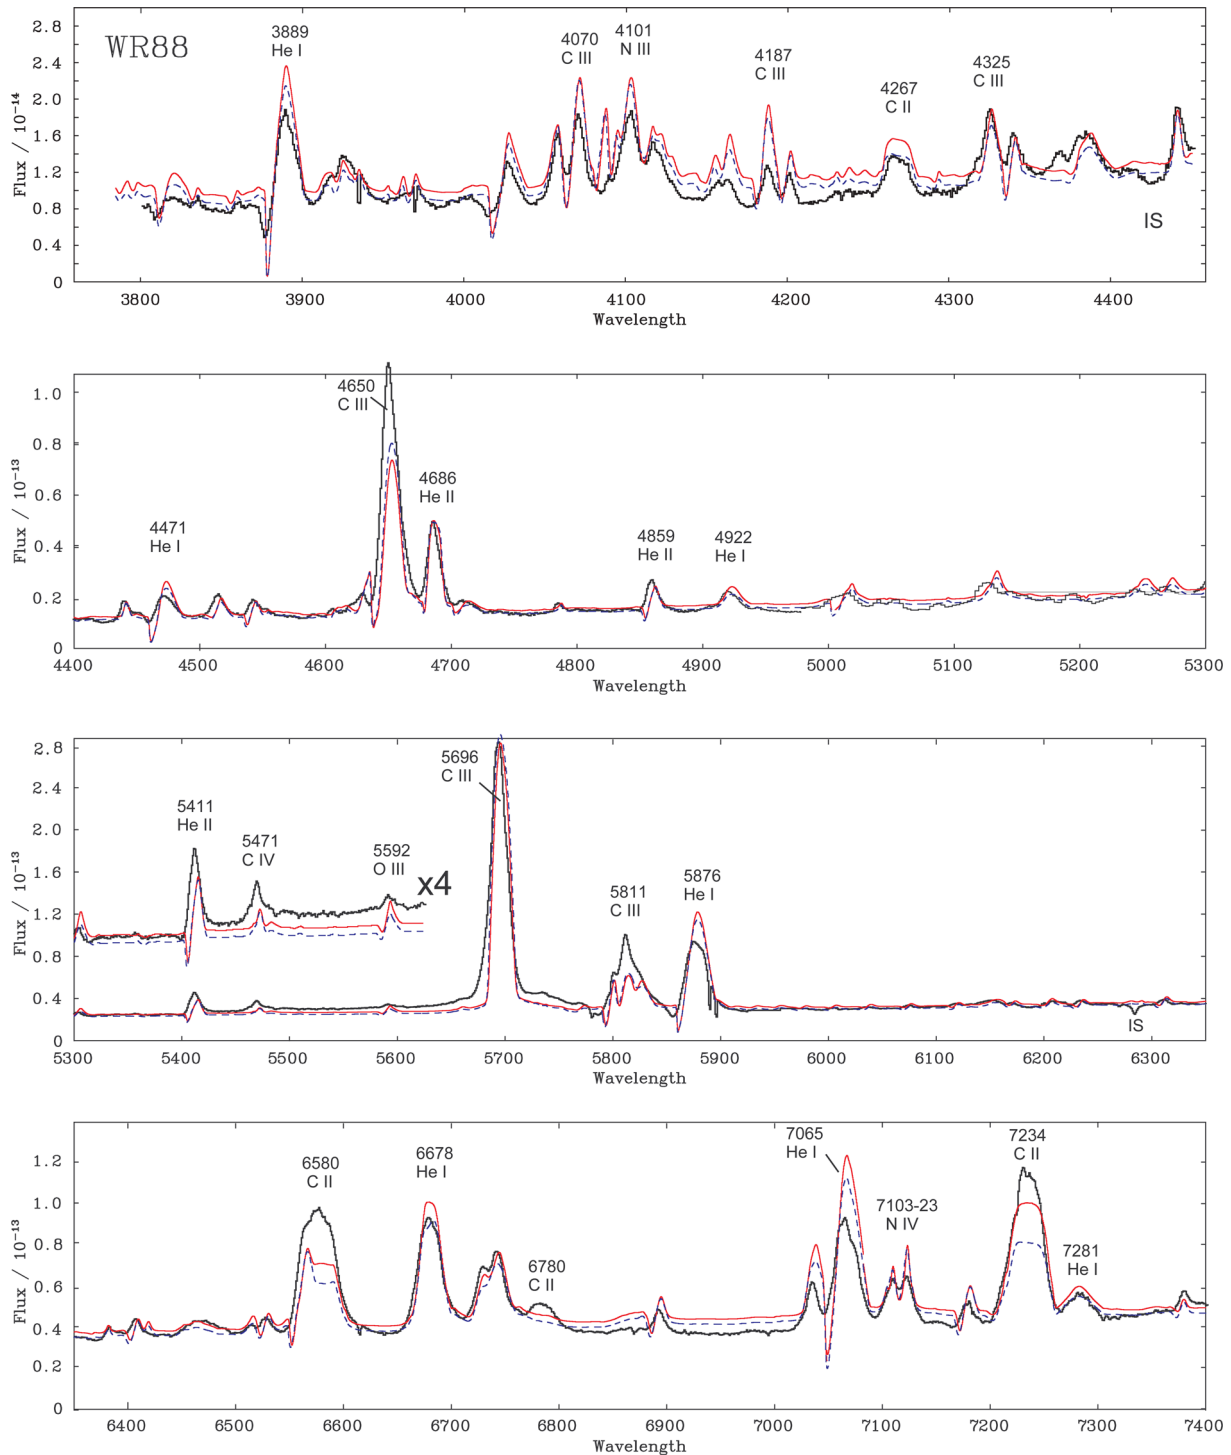 WR88
Flux / 10⁻¹⁴
2.8
2.4
2.0
1.6
1.2
0.8
0.4
0
3889
He I
4070
C III
4101
N III
4187
C III
4267
C II
4325
C III
IS
3800 3900 4000 4100 4200 4300 4400
Wavelength
Flux / 10⁻¹³
1.0
0.8
0.6
0.4
0.2
0
4650
C III
4686
He II
4471
He I
4859
He II
4922
He I
4400 4500 4600 4700 4800 4900 5000 5100 5200 5300
Wavelength
Flux / 10⁻¹³
2.8
2.4
2.0
1.6
1.2
0.8
0.4
0
5411
He II
5471
C IV
5592
O III
x4
5696
C III
5811
C III
5876
He I
IS
5300 5400 5500 5600 5700 5800 5900 6000 6100 6200 6300
Wavelength
Flux / 10⁻¹³
1.2
1.0
0.8
0.6
0.4
0.2
0
6580
C II
6678
He I
6780
C II
7065
He I
7103-23
N IV
7234
C II
7281
He I
6400 6500 6600 6700 6800 6900 7000 7100 7200 7300 7400
Wavelength